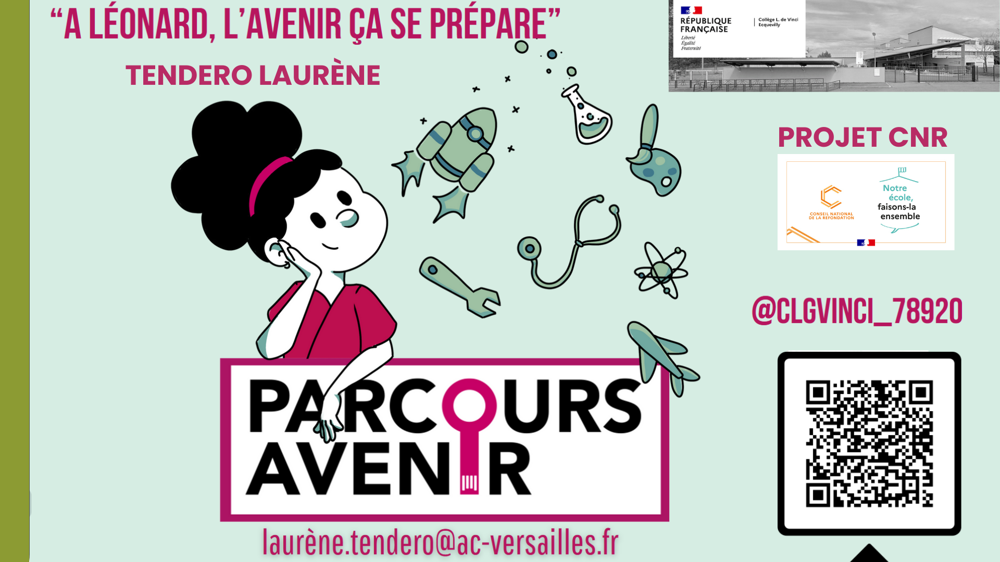 “A LÉONARD, L’AVENIR ÇA SE PRÉPARE”
TENDERO LAURÈNE
RÉPUBLIQUE
FRANÇAISE
Liberté
Égalité
Fraternité
Collège L. de Vinci
Ecquevilly
PROJET CNR
CONSEIL NATIONAL
DE LA REFONDATION
Notre
école,
faisons-la
ensemble
@CLGVINCI_78920
PARCOURS
AVENIR
laurène.tendero@ac-versailles.fr